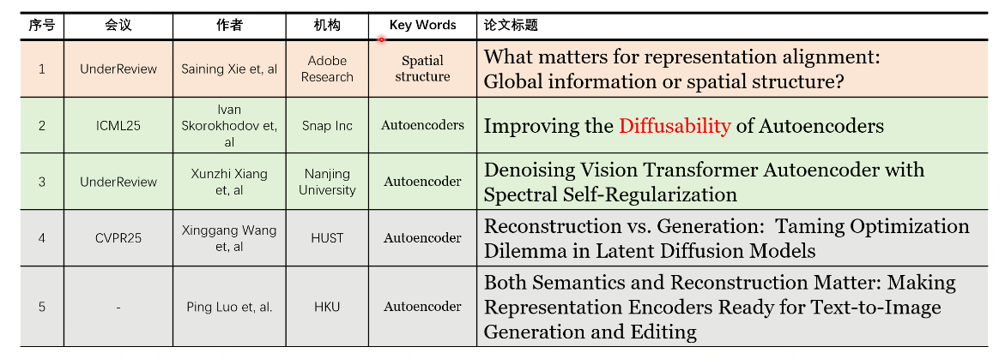 序号 会议 作者 机构 Key Words 论文标题
1 UnderReview Saining Xie et, al Adobe Research Spatial structure What matters for representation alignment:
Global information or spatial structure?
2 ICML25 Ivan Skorokhodov et, al Snap Inc Autoencoders Improving the Diffusability of Autoencoders
3 UnderReview Xunzhi Xiang et, al Nanjing University Autoencoder Denoising Vision Transformer Autoencoder with
Spectral Self-Regularization
4 CVPR25 Xinggang Wang et, al HUST Autoencoder Reconstruction vs. Generation: Taming Optimization
Dilemma in Latent Diffusion Models
5 - Ping Luo et, al. HKU Autoencoder Both Semantics and Reconstruction Matter: Making
Representation Encoders Ready for Text-to-Image
Generation and Editing